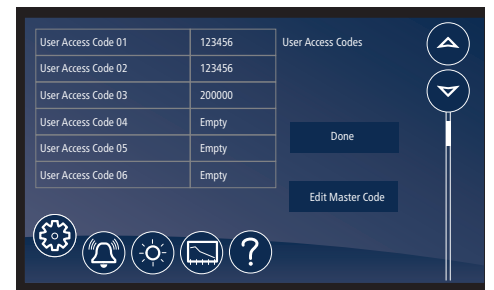 User Access Code 01 123456 User Access Codes
User Access Code 02 123456
User Access Code 03 200000
User Access Code 04 Empty
User Access Code 05 Empty
User Access Code 06 Empty
Done
Edit Master Code
?